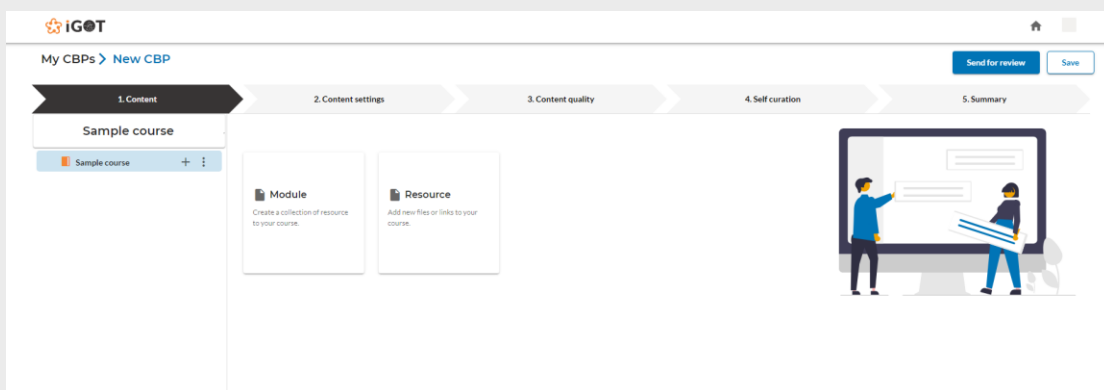 iGOT
My CBPs > New CBP
Send for review
Save
1. Content
2. Content settings
3. Content quality
4. Self curation
5. Summary
Sample course
Sample course
Module
Create a collection of resource
to your course.
Resource
Add new files or links to your
course.